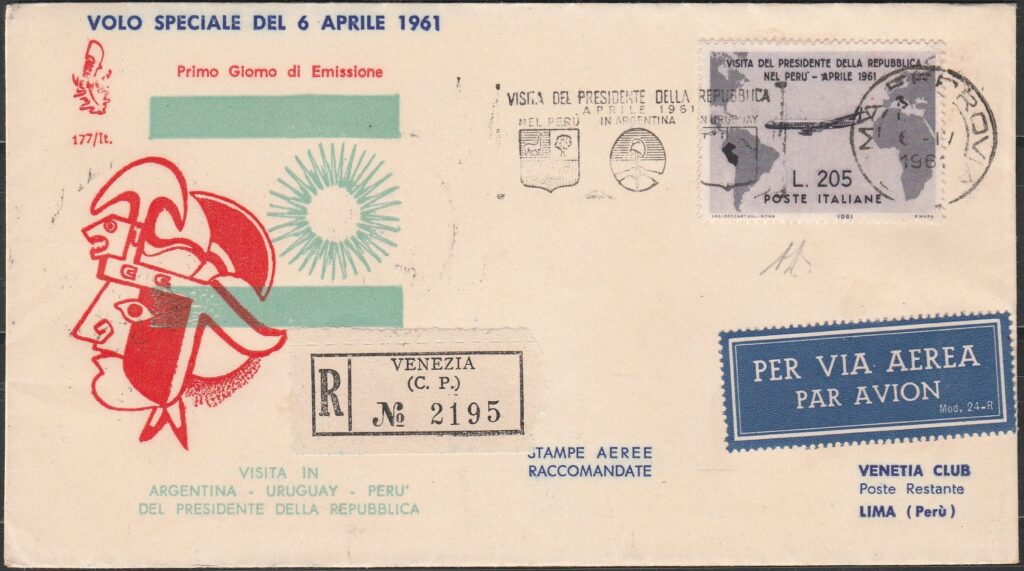 VOLO SPECIALE DEL 6 APRILE 1961
Primo Giorno di Emissione
177/It.
VISITA DEL PRESIDENTE DELLA REPUBBLICA
APRILE 1961
NEL PERÙ IN ARGENTINA IN URUGUAY
VISITA DEL PRESIDENTE DELLA REPUBBLICA
NEL PERU' - APRILE 1961
L. 205
POSTE ITALIANE
1961
FERROVIA
1961
R
VENEZIA
(C. P.)
№ 2195
PER VIA AEREA
PAR AVION
Mod. 24-R
STAMPE AEREE
RACCOMANDATE
VISITA IN
ARGENTINA - URUGUAY - PERU'
DEL PRESIDENTE DELLA REPUBBLICA
VENETIA CLUB
Poste Restante
LIMA (Perù)